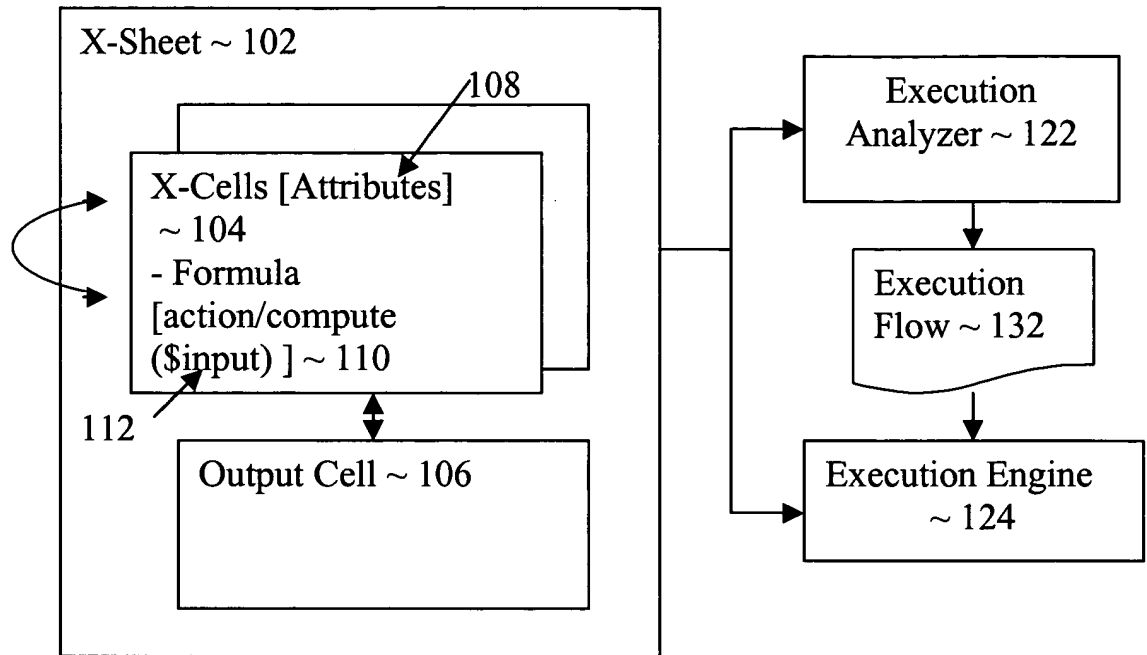 X-Sheet ~ 102
108
X-Cells [Attributes]
~ 104
- Formula
[action/compute
($input) ] ~ 110
112
Output Cell ~ 106
Execution
Analyzer ~ 122
Execution
Flow ~ 132
Execution Engine
~ 124